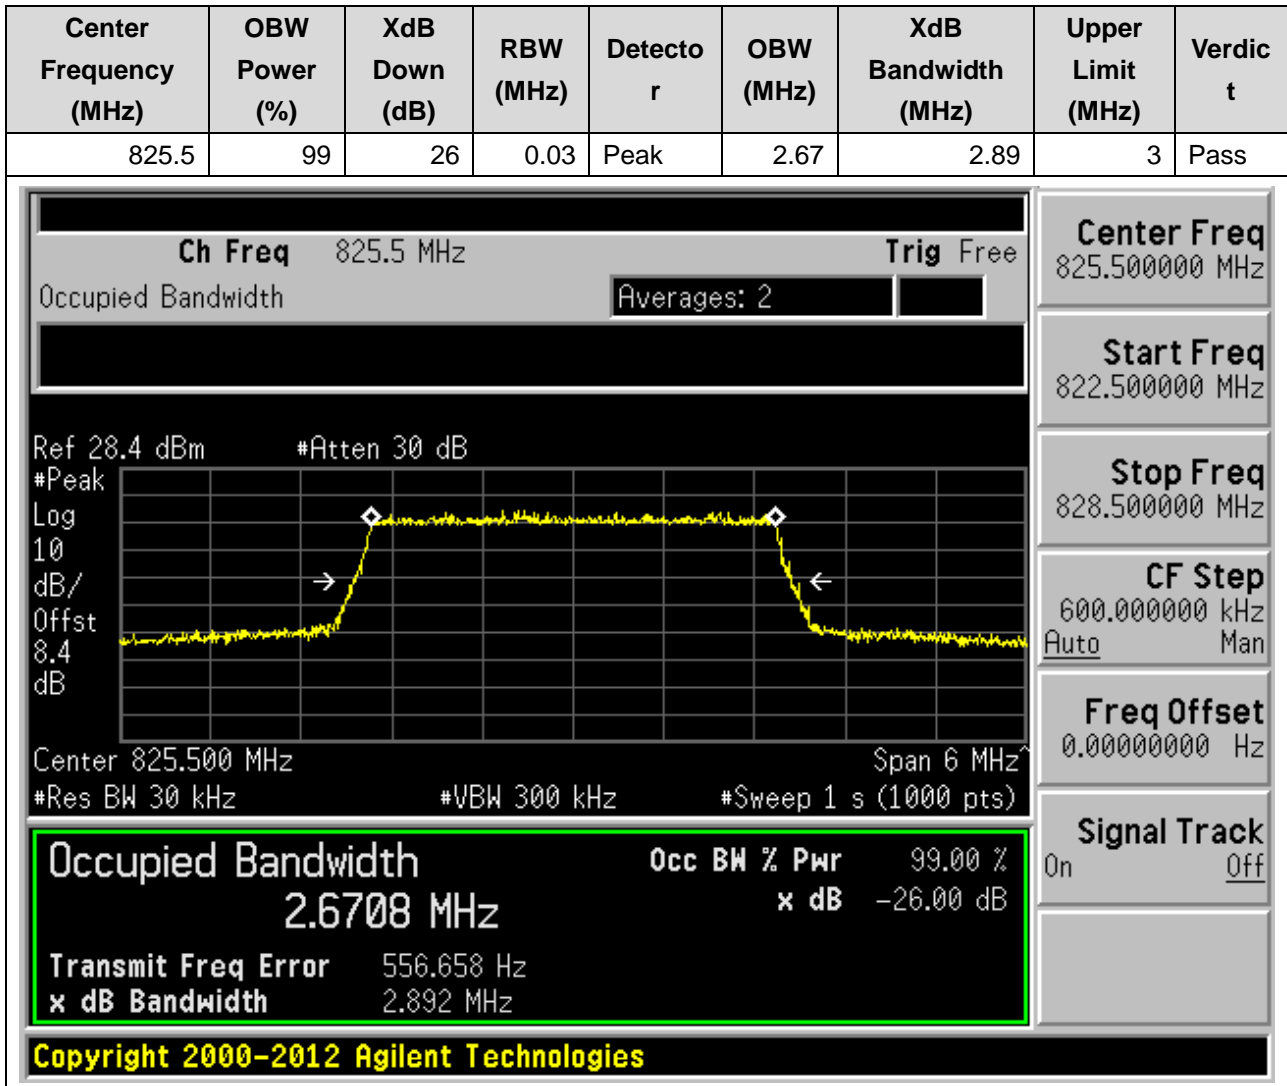 Center Frequency (MHz) OBW Power (%) XdB Down (dB) RBW (MHz) Detecto r OBW (MHz) XdB Bandwidth (MHz) Upper Limit (MHz) Verdic t
825.5 99 26 0.03 Peak 2.67 2.89 3 Pass
Ch Freq 825.5 MHz Trig Free
Occupied Bandwidth Averages: 2
Ref 28.4 dBm #Atten 30 dB
#Peak
Log
10
dB/
Offst
8.4
dB
Center 825.500 MHz Span 6 MHz^
#Res BW 30 kHz #VBW 300 kHz #Sweep 1 s (1000 pts)
Occupied Bandwidth Occ BW % Pwr 99.00 %
2.6708 MHz x dB -26.00 dB
Transmit Freq Error 556.658 Hz
x dB Bandwidth 2.892 MHz
Copyright 2000-2012 Agilent Technologies
Center Freq
825.500000 MHz
Start Freq
822.500000 MHz
Stop Freq
828.500000 MHz
CF Step
600.000000 kHz
Auto Man
Freq Offset
0.00000000 Hz
Signal Track
On Off